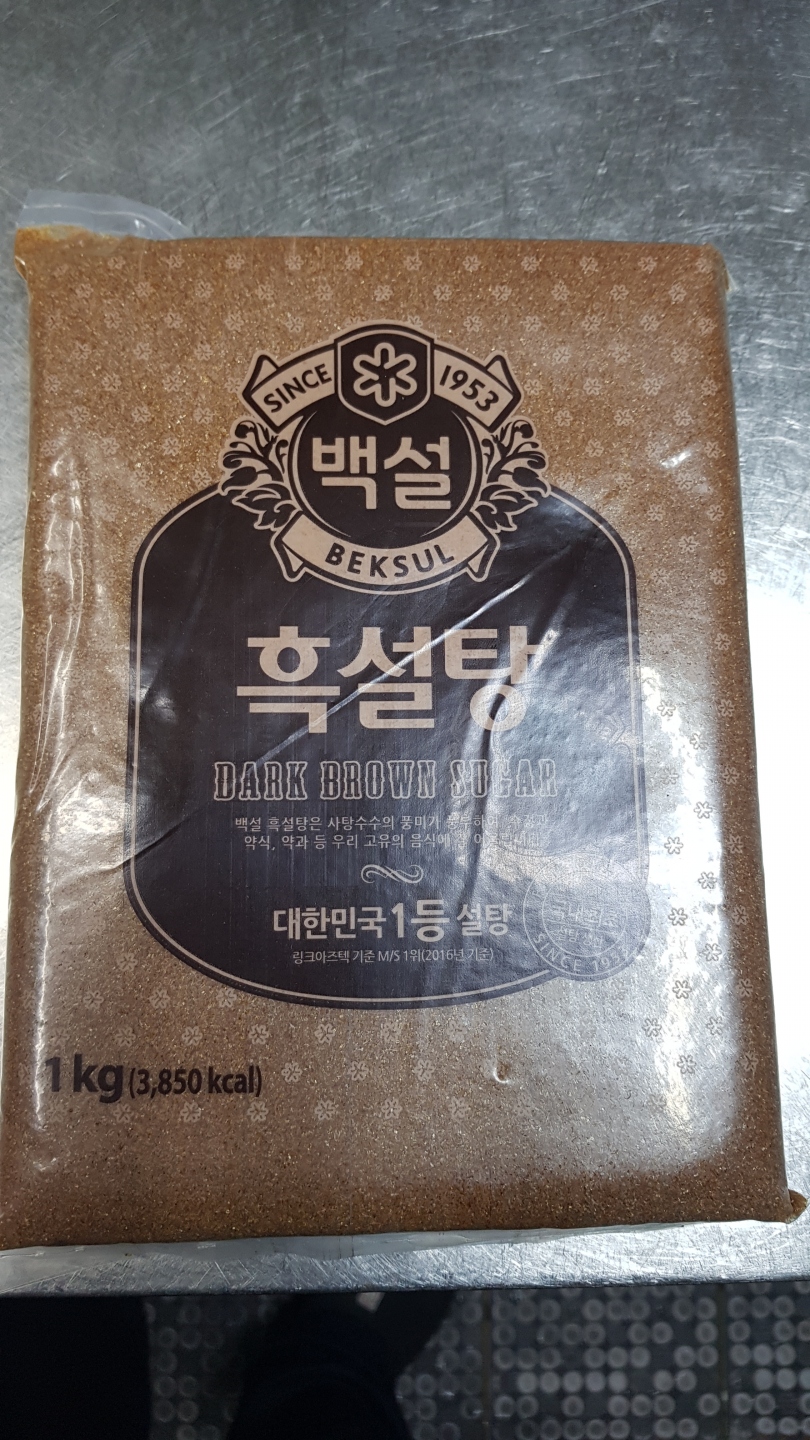 SINCE 1953
백설
BEKSUL
흑설탕
DARK BROWN SUGAR
백설 흑설탕은 사탕수수의 풍미가
약식, 약과 등 우리 고유의 음식에
대한민국 1등 설탕
링크아즈텍 기준 M/S 1위(2016년 기준)
SINCE 1953
1kg (3,850 kcal)